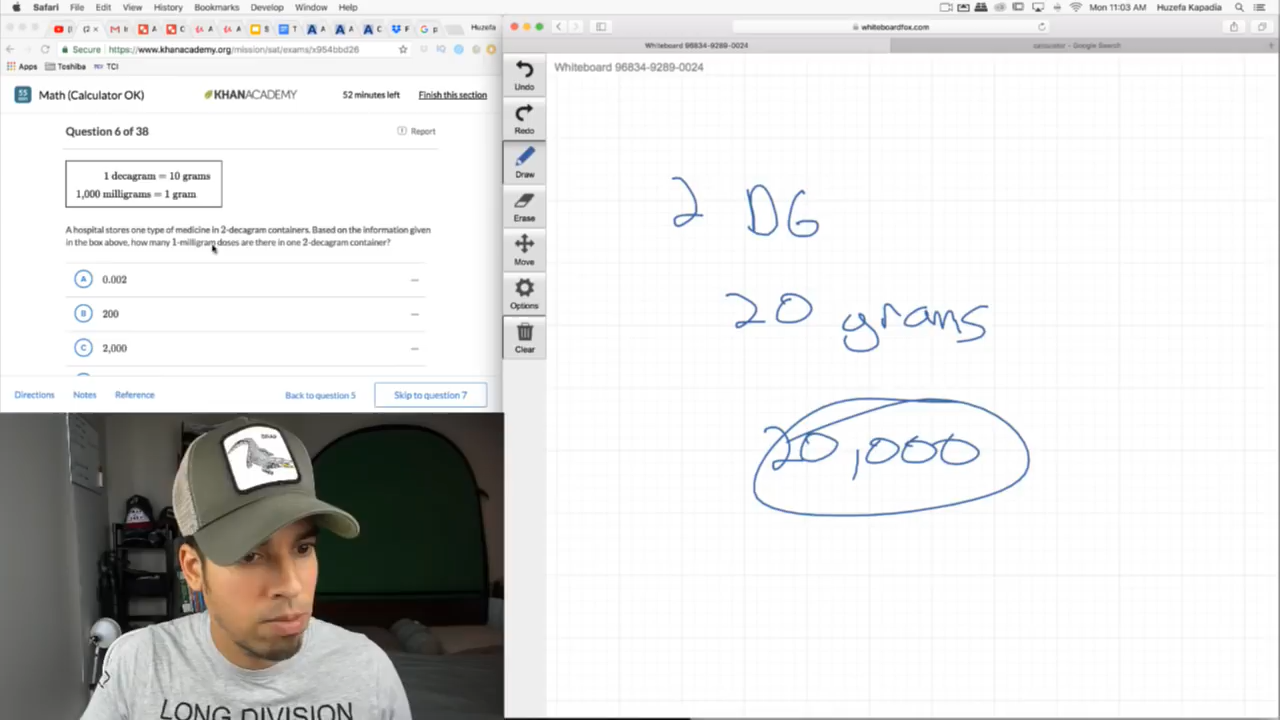 Safari File Edit View History Bookmarks Develop Window Help
Mon 11:03 AM Huzefa Kapadia
Huzefa
Secure https://www.khanacademy.org/mission/sat/exams/x954bbd26
Apps Toshiba TCI
Math (Calculator OK) KHANACADEMY 52 minutes left Finish this section
Question 6 of 38 Report
1 decagram = 10 grams
1,000 milligrams = 1 gram
A hospital stores one type of medicine in 2-decagram containers. Based on the information given
in the box above, how many 1-milligram doses are there in one 2-decagram container?
A 0.002
B 200
C 2,000
Directions Notes Reference Back to question 5 Skip to question 7
whiteboardfox.com
Whiteboard 96834-9289-0024
Whiteboard 96834-9289-0024
Undo
Redo
Draw
Erase
Move
Options
Clear
2 DG
20 grams
20,000
LONG DIVISION